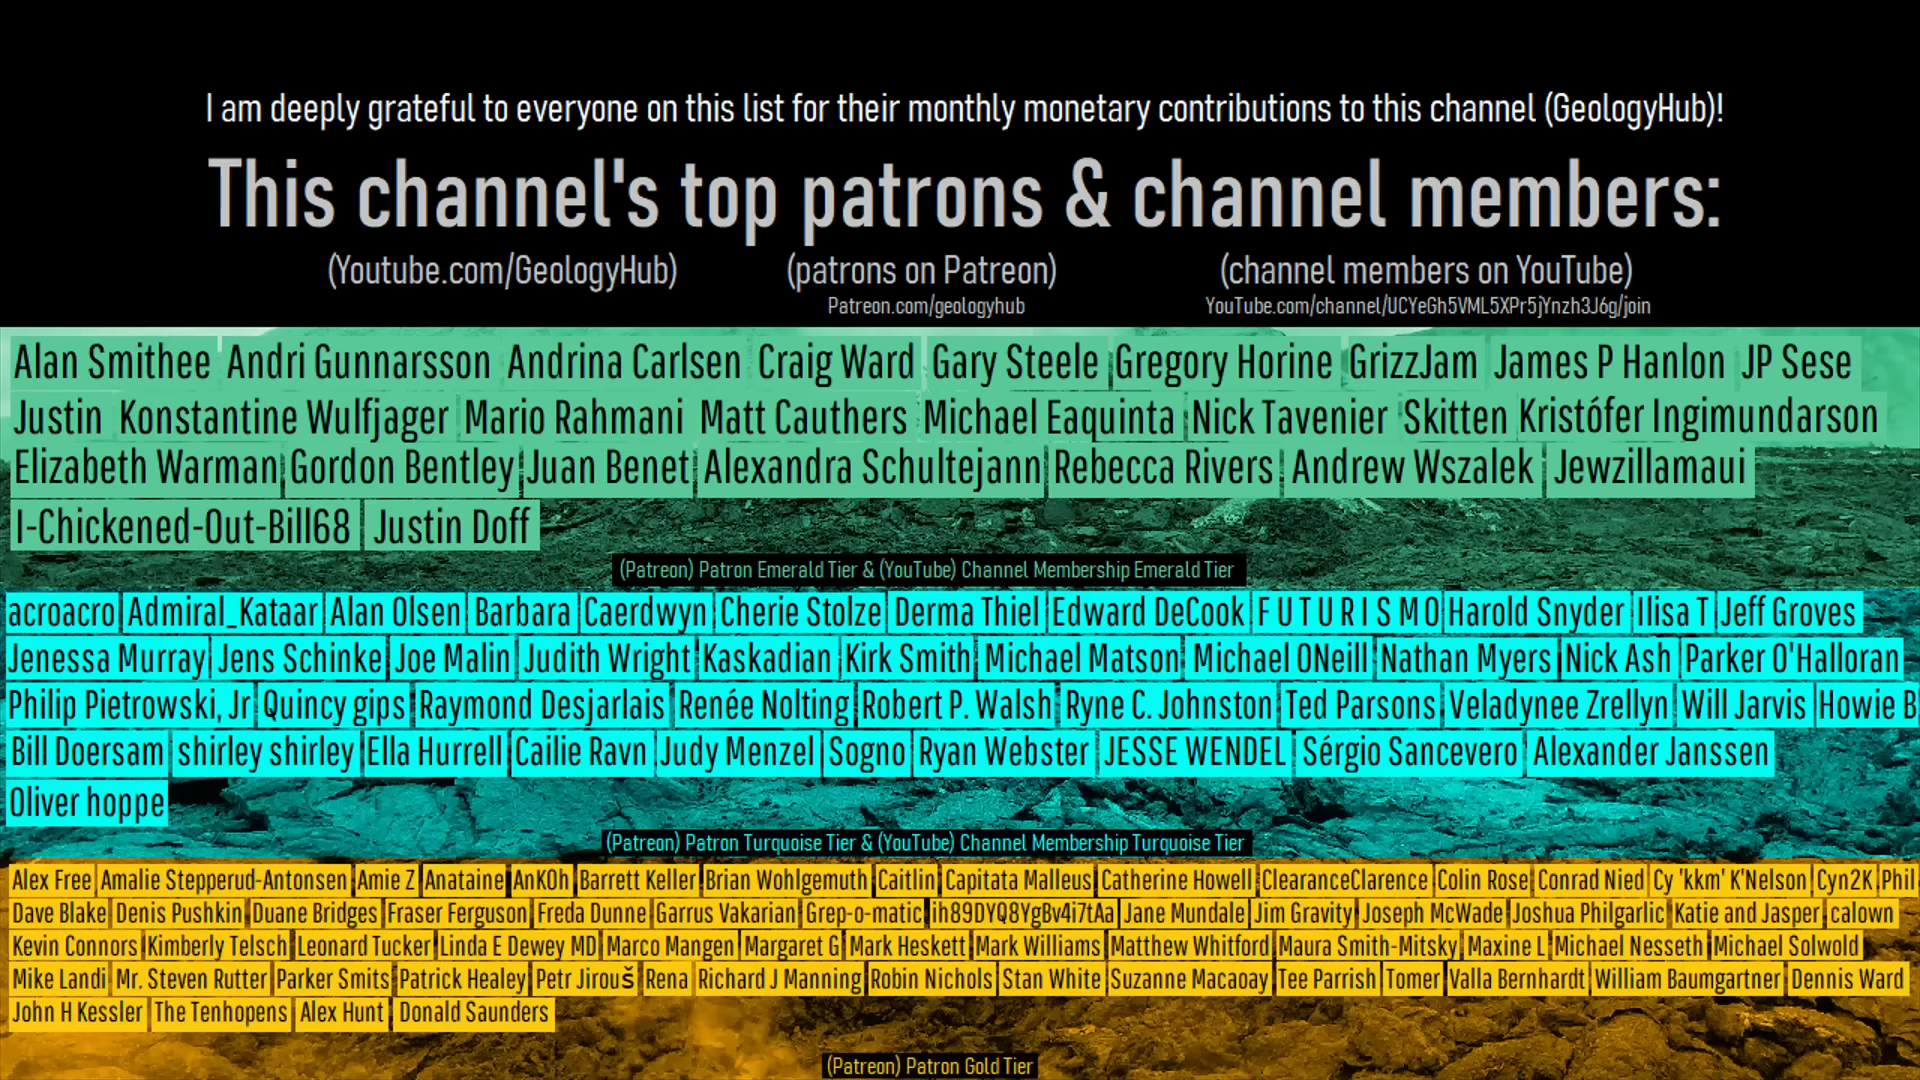 I am deeply grateful to everyone on this list for their monthly monetary contributions to this channel (GeologyHub)!
This channel's top patrons & channel members:
(Youtube.com/GeologyHub) (patrons on Patreon) (channel members on YouTube)
Patreon.com/geologyhub YouTube.com/channel/UCYeGh5VML5XPr5jYnzh3J6g/join
Alan Smithee Andri Gunnarsson Andrina Carlsen Craig Ward Gary Steele Gregory Horine GrizzJam James P Hanlon JP Sese
Justin Konstantine Wulfjager Mario Rahmani Matt Cauthers Michael Eaquinta Nick Tavenier Skitten Kristófer Ingimundarson
Elizabeth Warman Gordon Bentley Juan Benet Alexandra Schultejann Rebecca Rivers Andrew Wszalek Jewzillamaui
I-Chickened-Out-Bill68 Justin Doff
(Patreon) Patron Emerald Tier & (YouTube) Channel Membership Emerald Tier
acroacro Admiral_Kataar Alan Olsen Barbara Caerdwyn Cherie Stolze Derma Thiel Edward DeCook F U T U R I S M O Harold Snyder Ilisa T Jeff Groves
Jenessa Murray Jens Schinke Joe Malin Judith Wright Kaskadian Kirk Smith Michael Matson Michael ONeill Nathan Myers Nick Ash Parker O'Halloran
Philip Pietrowski, Jr Quincy gips Raymond Desjarlais Renée Nolting Robert P. Walsh Ryne C. Johnston Ted Parsons Veladynee Zrellyn Will Jarvis Howie B
Bill Doersam shirley shirley Ella Hurrell Cailie Ravn Judy Menzel Sogno Ryan Webster JESSE WENDEL Sérgio Sancevero Alexander Janssen
Oliver hoppe
(Patreon) Patron Turquoise Tier & (YouTube) Channel Membership Turquoise Tier
Alex Free Amalie Stepperud-Antonsen Amie Z Anataine AnKOh Barrett Keller Brian Wohlgemuth Caitlin Capitata Malleus Catherine Howell ClearanceClarence Colin Rose Conrad Nied Cy 'kkm' K'Nelson Cyn2K Phil
Dave Blake Denis Pushkin Duane Bridges Fraser Ferguson Freda Dunne Garrus Vakarian Grep-o-matic ih89DYQ8YgBv4i7tAa Jane Mundale Jim Gravity Joseph McWade Joshua Philgarlic Katie and Jasper calown
Kevin Connors Kimberly Telsch Leonard Tucker Linda E Dewey MD Marco Mangen Margaret G Mark Heskett Mark Williams Matthew Whitford Maura Smith-Mitsky Maxine L Michael Nesseth Michael Solwold
Mike Landi Mr. Steven Rutter Parker Smits Patrick Healey Petr Jirouš Rena Richard J Manning Robin Nichols Stan White Suzanne Macaoay Tee Parrish Tomer Valla Bernhardt William Baumgartner Dennis Ward
John H Kessler The Tenhopens Alex Hunt Donald Saunders
(Patreon) Patron Gold Tier